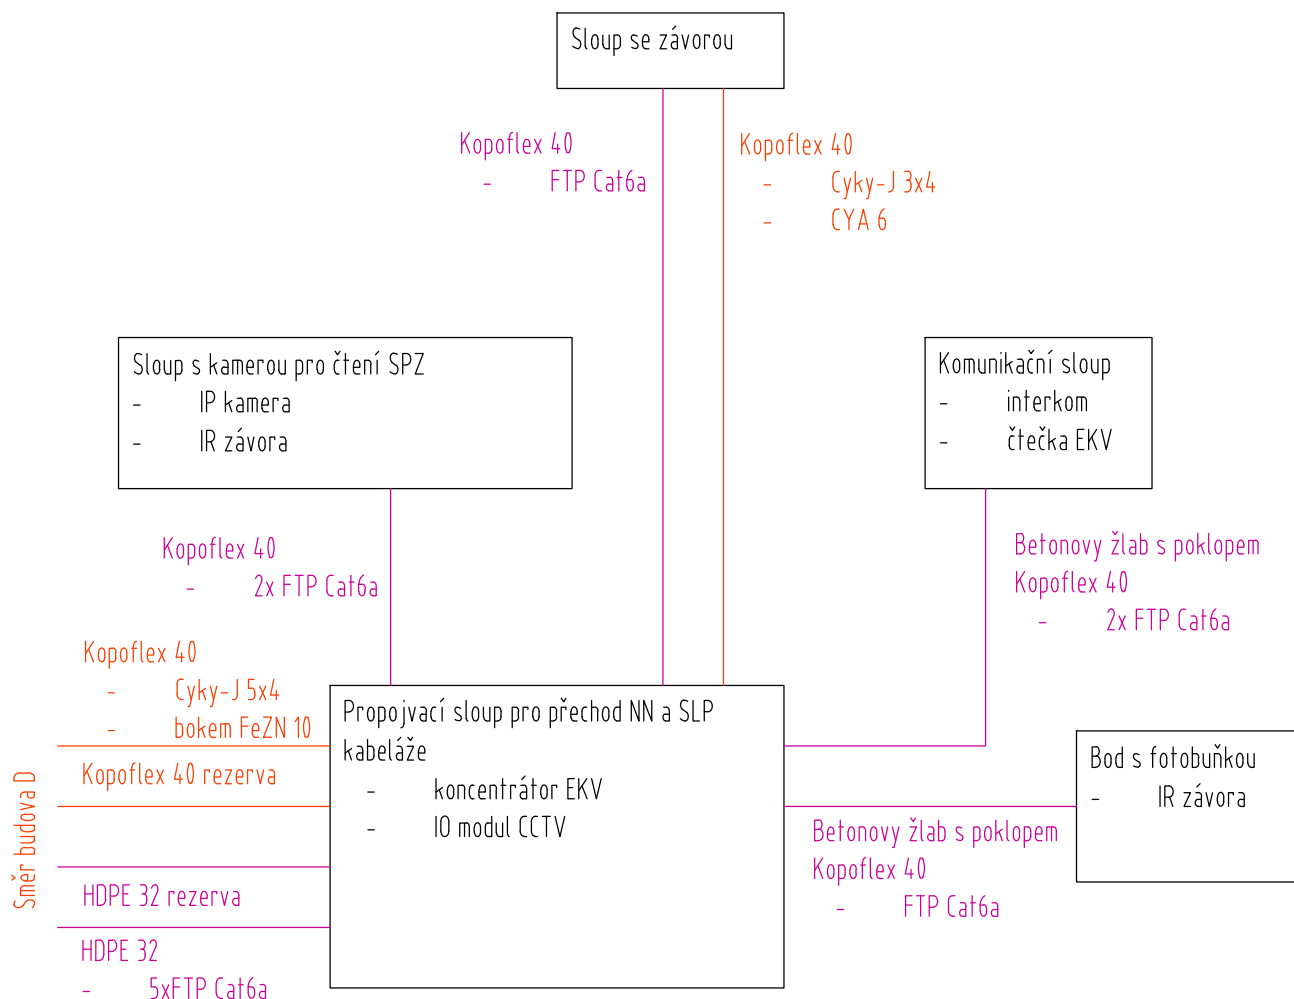 Sloup se závorou
Kopoflex 40
- FTP Cat6a
Kopoflex 40
- Cyky-J 3x4
- CYA 6
Sloup s kamerou pro čtení SPZ
- IP kamera
- IR závora
Komunikační sloup
- interkom
- čtečka EKV
Kopoflex 40
- 2x FTP Cat6a
Betonovy žlab s poklopem
Kopoflex 40
- 2x FTP Cat6a
Kopoflex 40
- Cyky-J 5x4
- bokem FeZN 10
Kopoflex 40 rezerva
Směr budova D
HDPE 32 rezerva
HDPE 32
- 5xFTP Cat6a
Propojvací sloup pro přechod NN a SLP
kabeláže
- koncentrátor EKV
- IO modul CCTV
Bod s fotobuňkou
- IR závora
Betonovy žlab s poklopem
Kopoflex 40
- FTP Cat6a